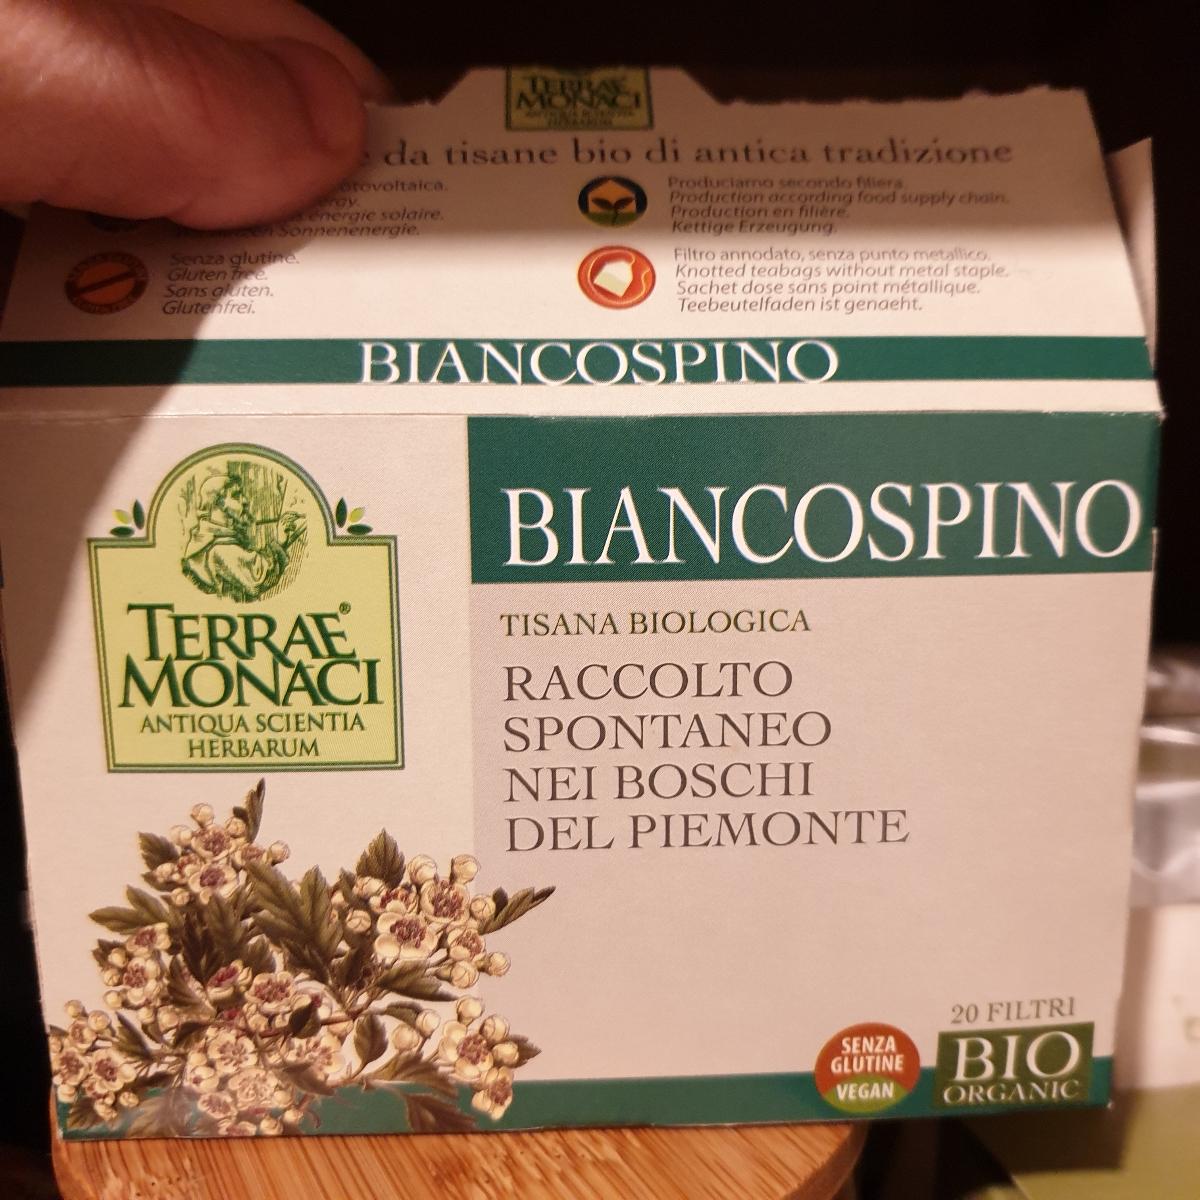 TERRAE
MONACI
ANTIQUA SCIENTIA
HERBARUM
da tisane bio di antica tradizione
otovoltaica.
énergie solaire.
Sonnenenergie.
Senza glutine.
Gluten free.
Sans gluten.
Glutenfrei.
Produciamo secondo filiera.
Production according food supply chain.
Production en filière.
Kettige Erzeugung.
Filtro annodato, senza punto metallico.
Knotted teabags without metal staple.
Sachet dose sans point métallique.
Teebeutelfaden ist genaeht.
BIANCOSPINO
TERRAE®
MONACI
ANTIQUA SCIENTIA
HERBARUM
BIANCOSPINO
TISANA BIOLOGICA
RACCOLTO
SPONTANEO
NEI BOSCHI
DEL PIEMONTE
20 FILTRI
SENZA
GLUTINE
VEGAN
BIO
ORGANIC